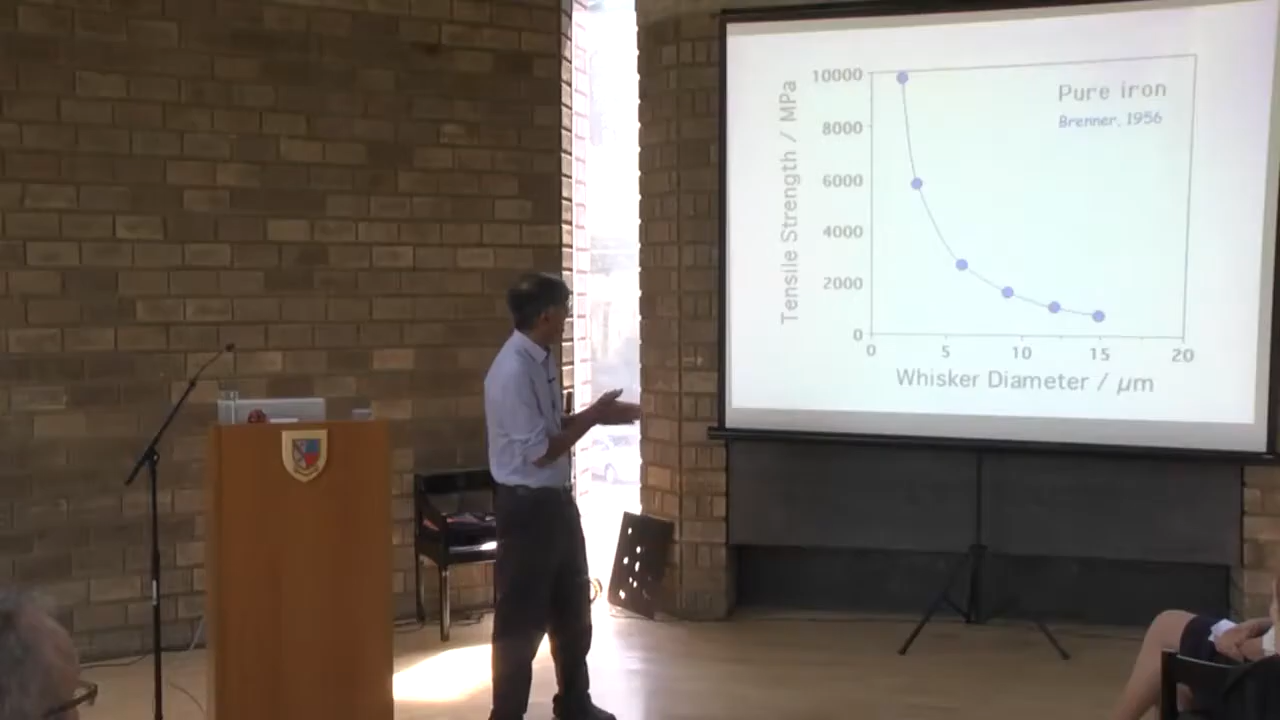 Pure iron
Brenner, 1956
Tensile Strength / MPa
10000
8000
6000
4000
2000
0
0 5 10 15 20
Whisker Diameter / μm